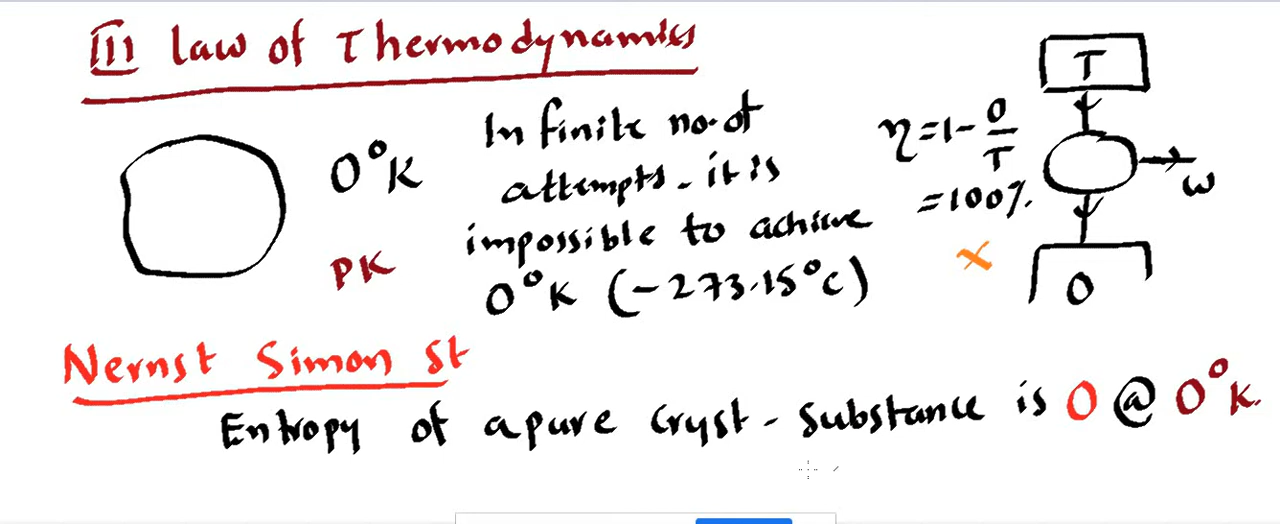 III law of Thermodynamics
0°K
PK
In finite no. of
attempts - it is
impossible to achieve
0°K (-273.15°c)
η=1-0/T
=100%
T
W
0
Nernst Simon St
Entropy of a pure Cryst - Substance is 0 @ 0°K.